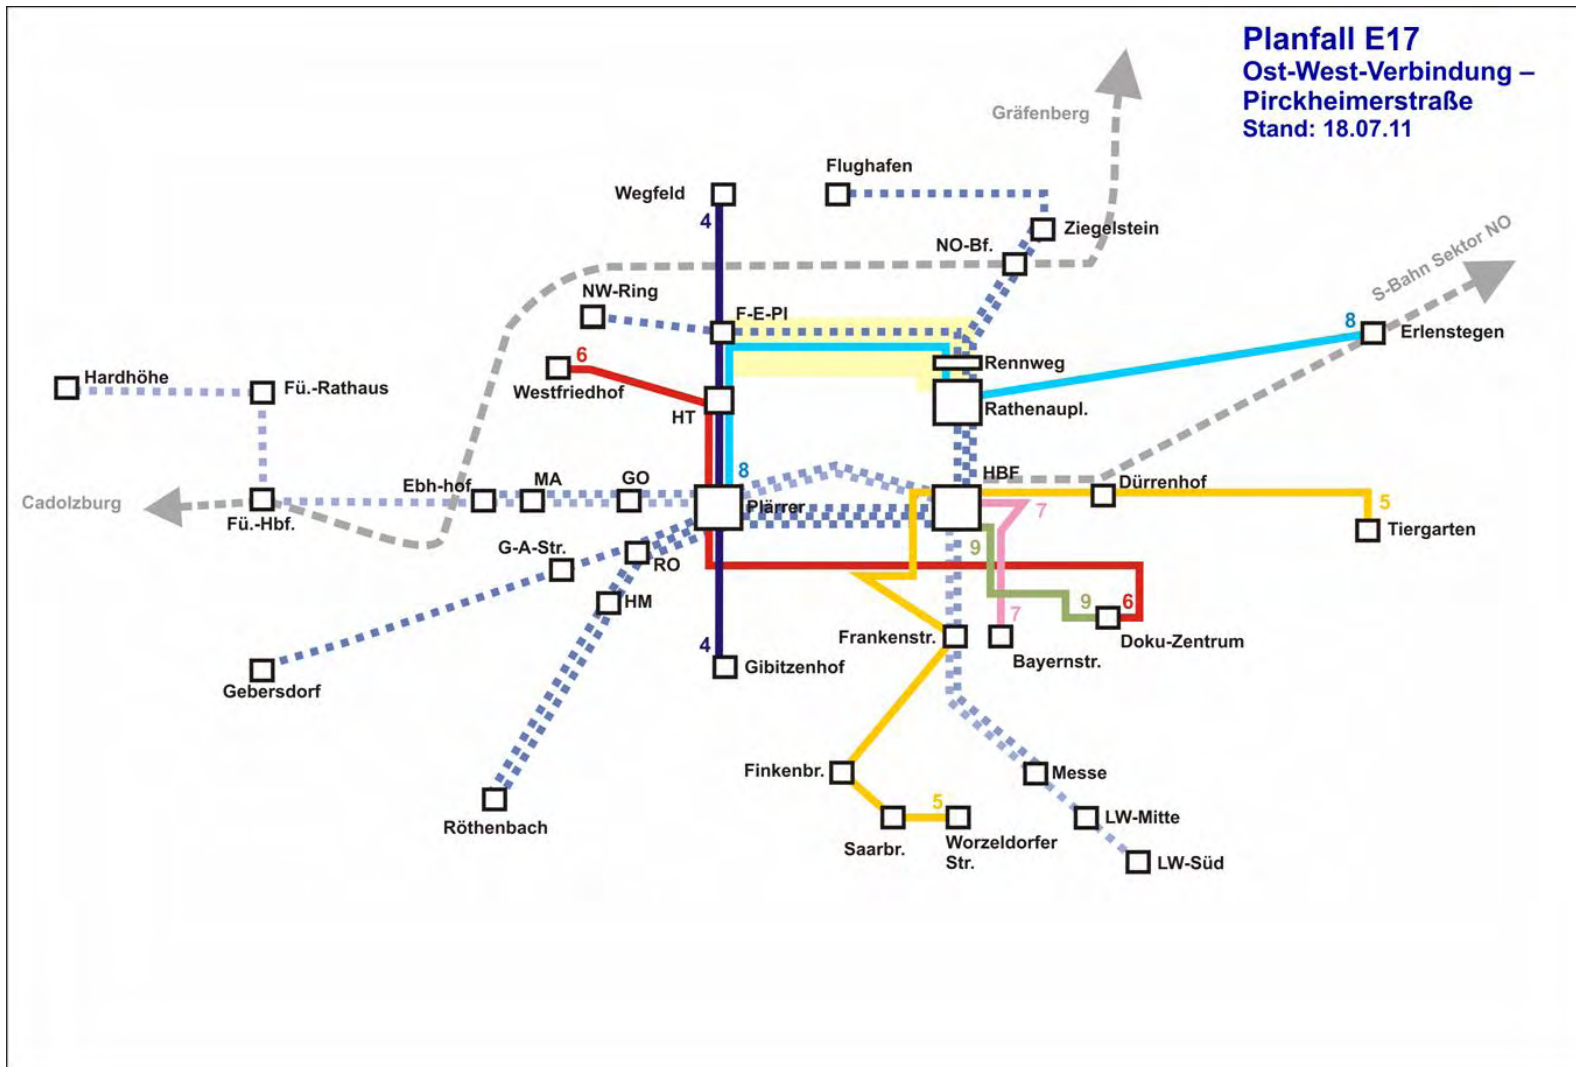 Planfall E17
Ost-West-Verbindung –
Pirckheimerstraße
Stand: 18.07.11
Gräfenberg
Flughafen
Wegfeld
4
Ziegelstein
NO-Bf.
S-Bahn Sektor NO
NW-Ring
F-E-Pl
8
Erlenstegen
6
Westfriedhof
Rennweg
Hardhöhe
Fü.-Rathaus
HT
Rathenaupl.
Ebh-hof
MA
GO
8
HBF
Dürrenhof
Cadolzburg
Fü.-Hbf.
Plärrer
7
5
Tiergarten
G-A-Str.
RO
9
HM
9
6
7
Frankenstr.
Bayernstr.
Doku-Zentrum
4
Gibitzenhof
Gebersdorf
Finkenbr.
Messe
5
Röthenbach
Saarbr.
Worzeldorfer
Str.
LW-Mitte
LW-Süd